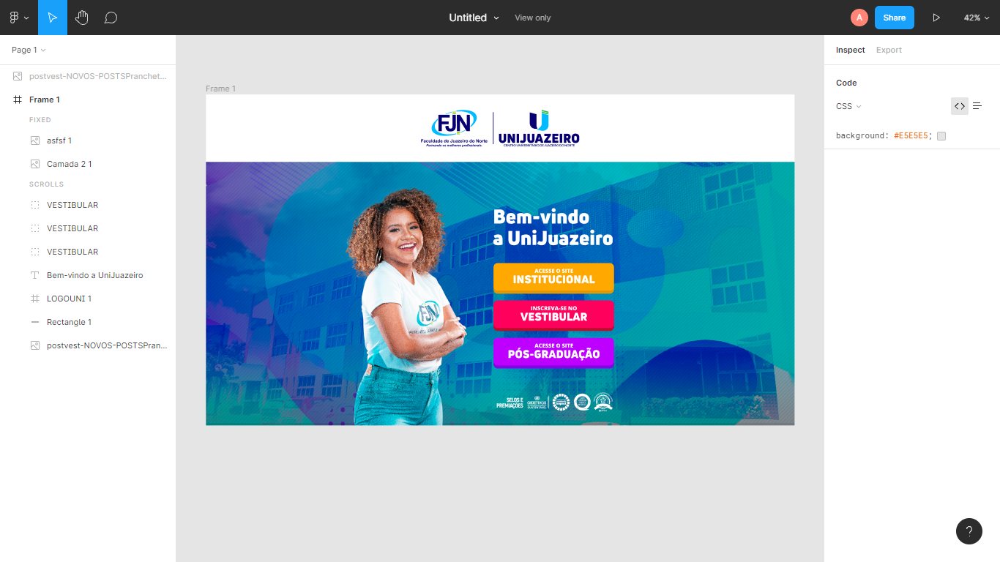 Untitled
View only
A
Share
42%
Page 1
postvest-NOVOS-POSTSPranchet...
Frame 1
FIXED
asfsf 1
Camada 2 1
SCROLLS
VESTIBULAR
VESTIBULAR
VESTIBULAR
Bem-vindo a UniJuazeiro
LOGOUNI 1
Rectangle 1
postvest-NOVOS-POSTSPran...
Frame 1
FJN
Faculdade de Juazeiro do Norte
Formando os melhores profissionais.
UNIJUAZEIRO
CENTRO UNIVERSITÁRIO DE JUAZEIRO DO NORTE
Bem-vindo
a UniJuazeiro
ACESSE O SITE
INSTITUCIONAL
INSCREVA-SE NO
VESTIBULAR
ACESSE O SITE
PÓS-GRADUAÇÃO
FJN
SELOS E
PREMIAÇÕES
OBJETIVOS
Inspect
Export
Code
CSS
background: #E5E5E5;
?